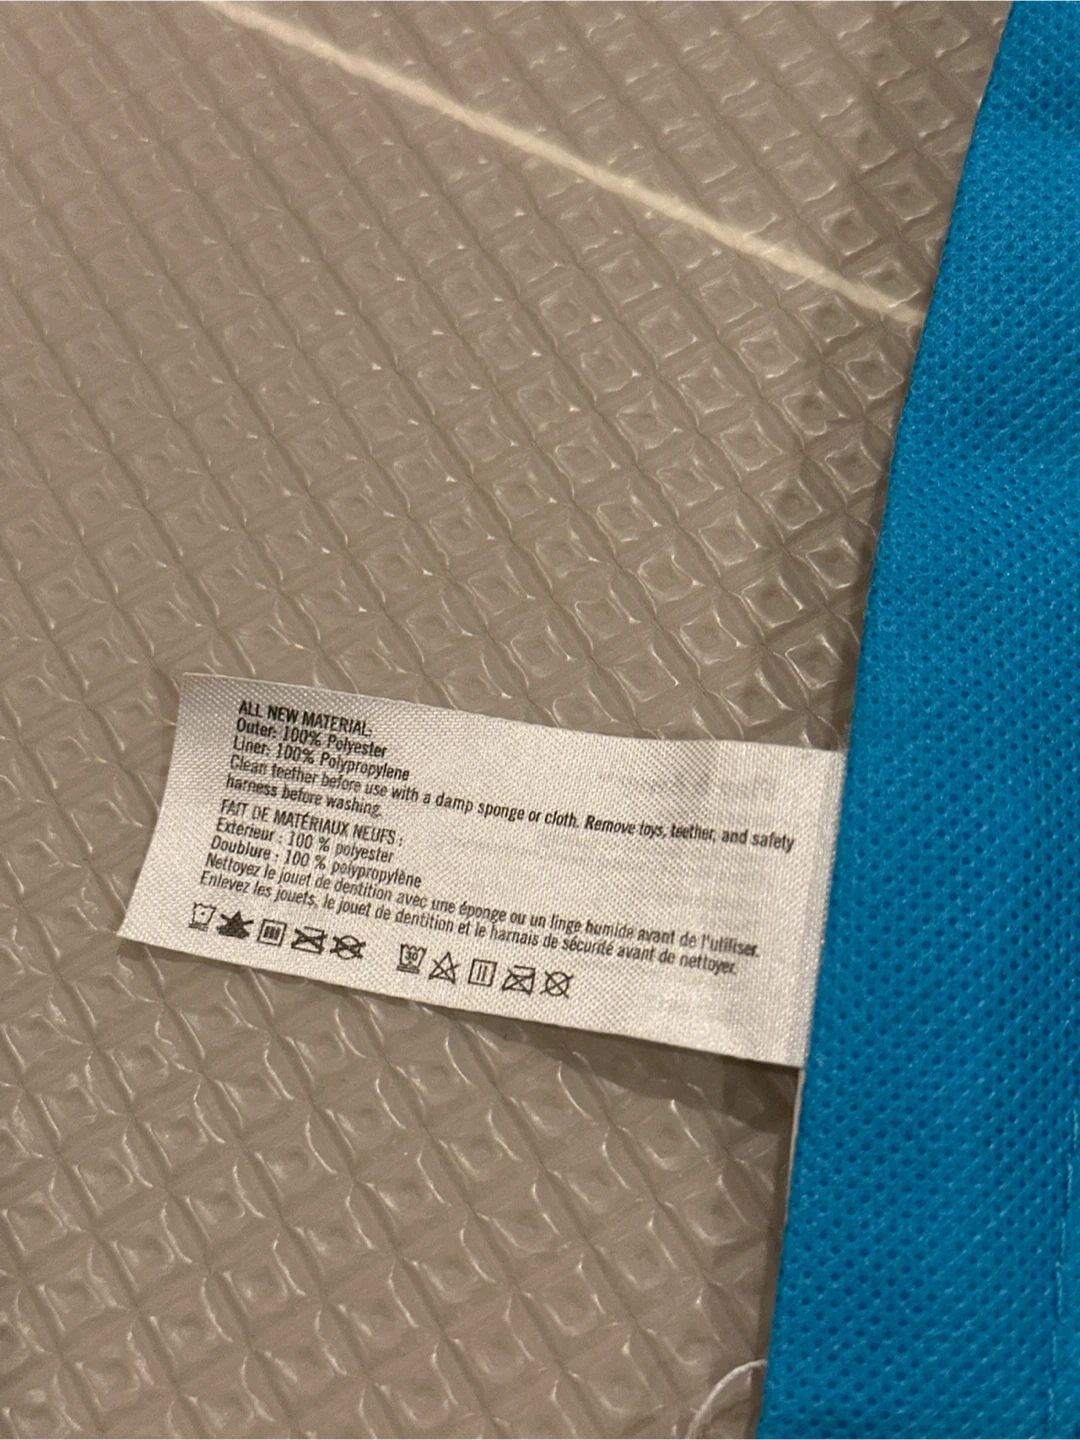 ALL NEW MATERIAL:
Outer: 100% Polyester
Liner: 100% Polypropylene
Clean teether before use with a damp sponge or cloth. Remove toys, teether, and safety
harness before washing.
FAIT DE MATÉRIAUX NEUFS :
Extérieur : 100 % polyester
Doublure : 100 % polypropylène
Nettoyez le jouet de dentition avec une éponge ou un linge humide avant de l'utiliser.
Enlevez les jouets, le jouet de dentition et le harnais de sécurité avant de nettoyer.
30